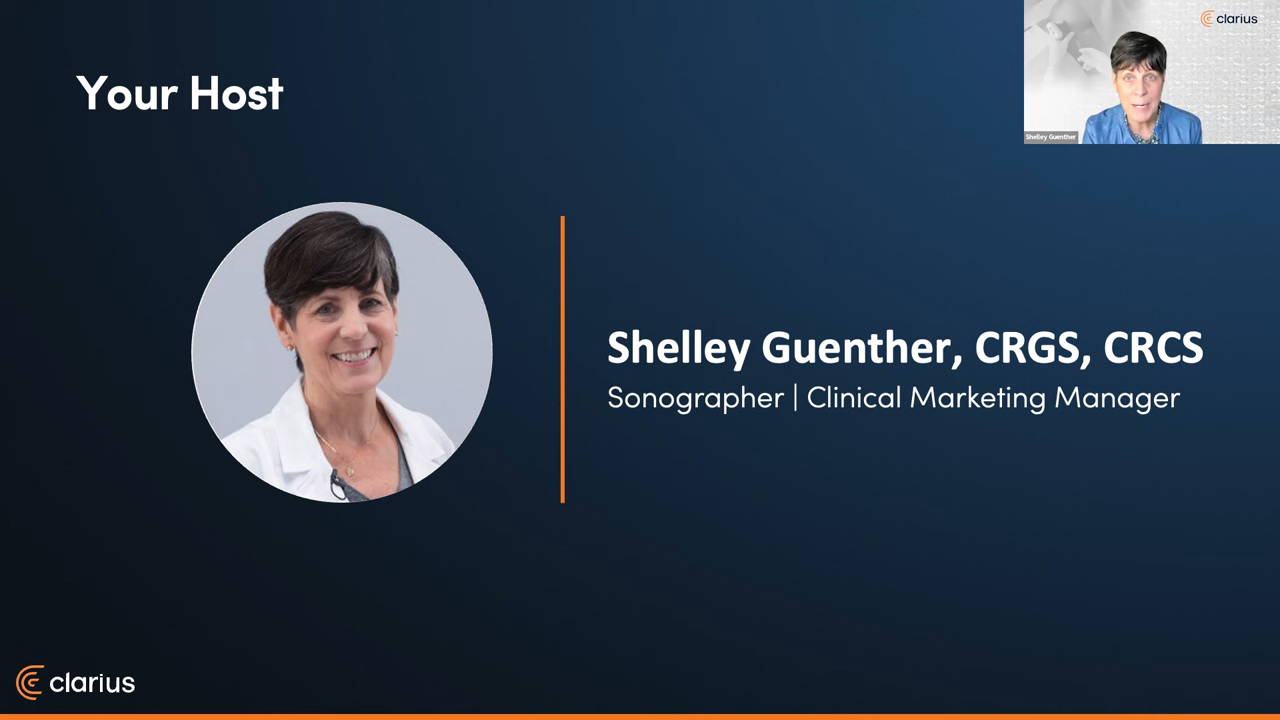 clarius
Your Host
Shelley Guenther
Shelley Guenther, CRGS, CRCS
Sonographer | Clinical Marketing Manager
clarius